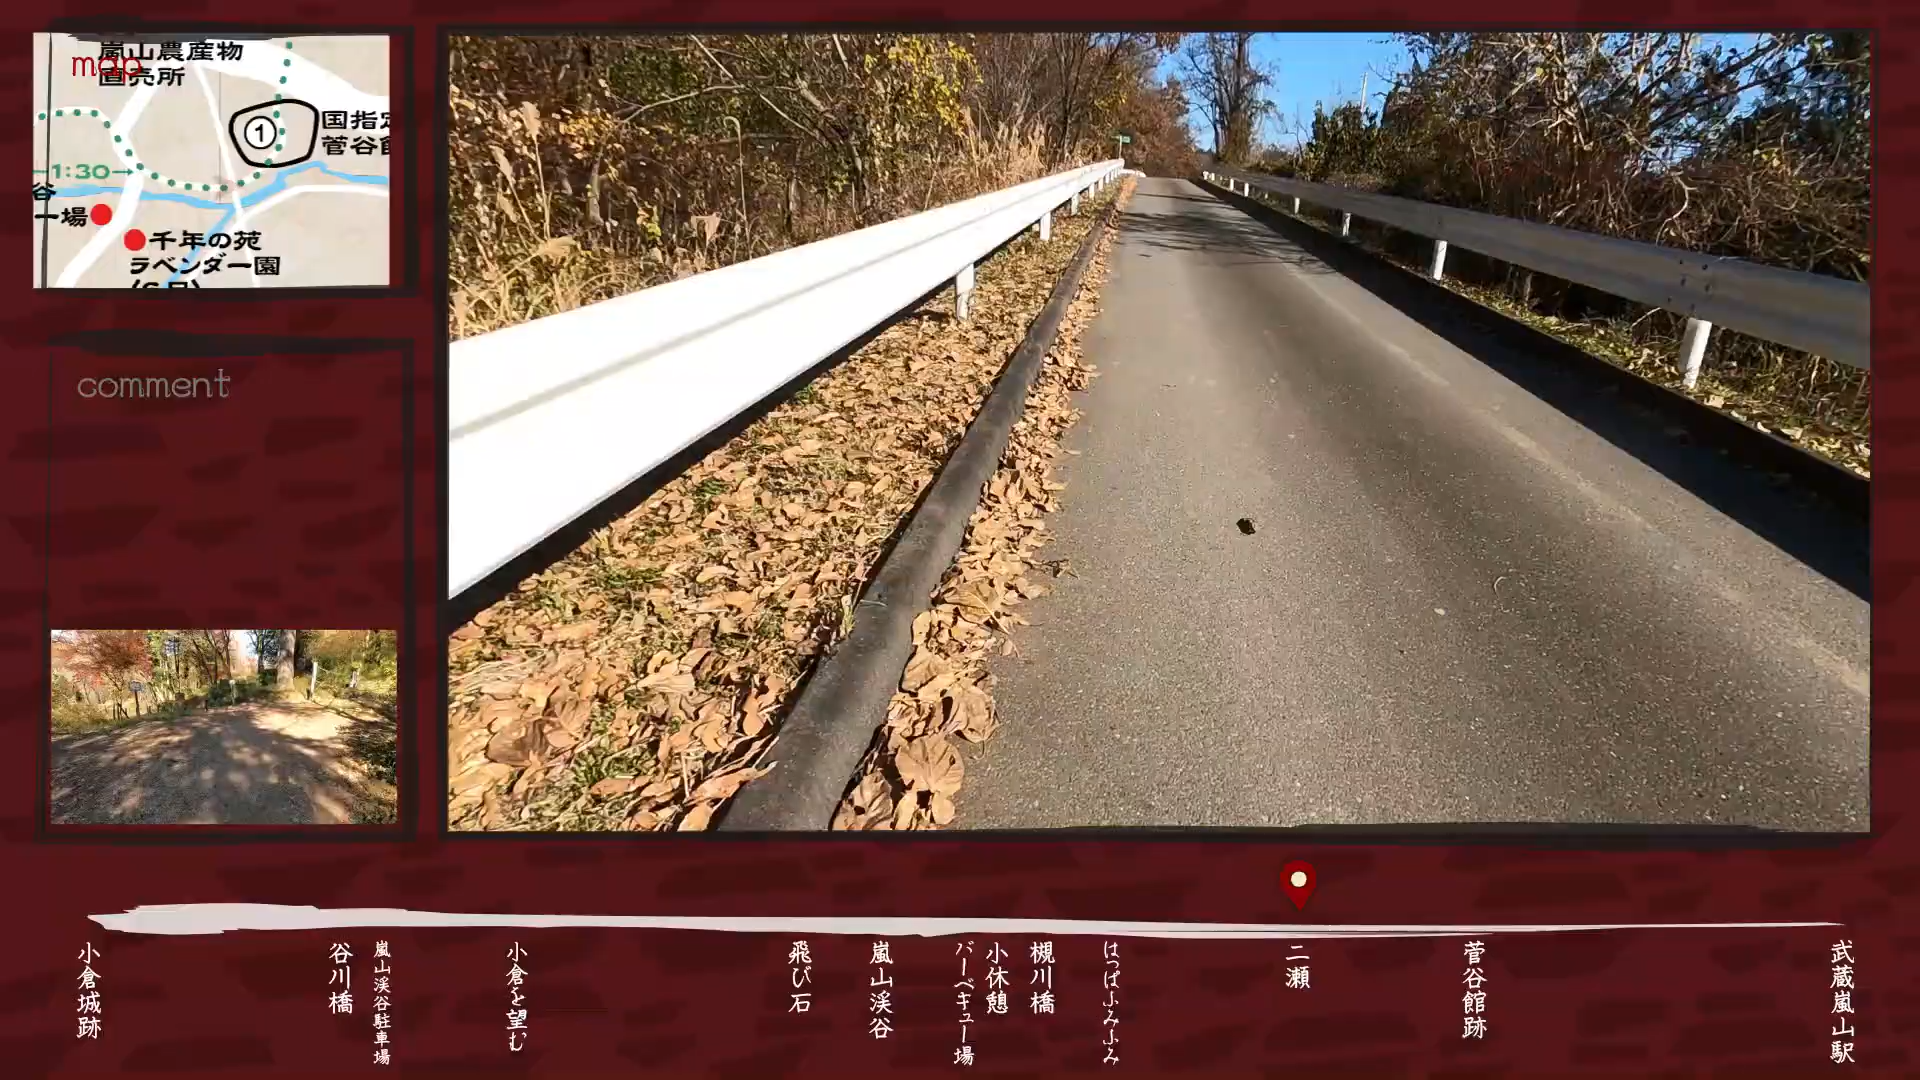 嵐山農産物
直売所
map
1
国指定
菅谷館
1:30
谷
ー場
千年の苑
ラベンダー園
(6月)
comment
小倉城跡
谷川橋
嵐山渓谷駐車場
小倉を望む
飛び石
嵐山渓谷
バーベキュー場
小休憩
槻川橋
はっぱふみふみ
二瀬
菅谷館跡
武蔵嵐山駅